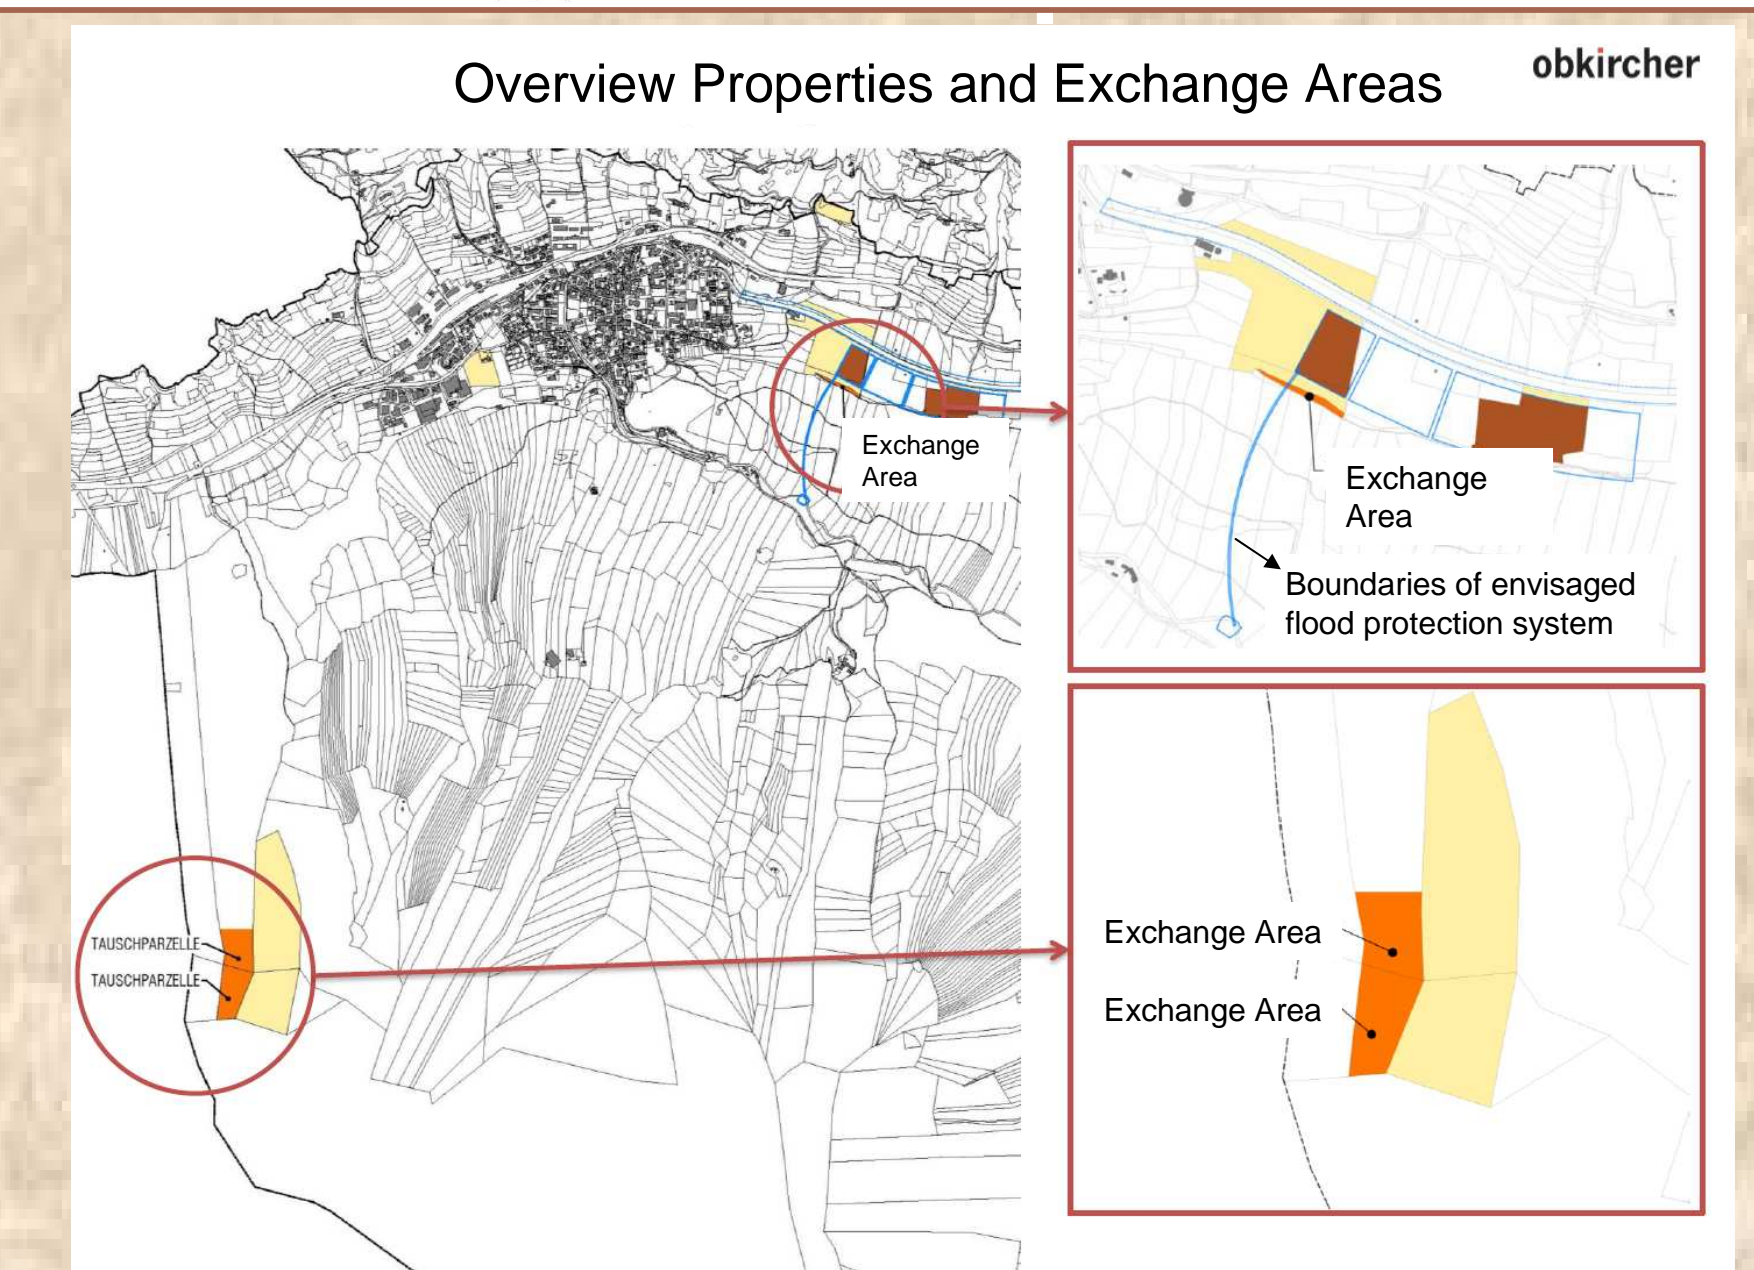 Overview Properties and Exchange Areas
obkircher
Exchange
Area
TAUSCHPARZELLE
TAUSCHPARZELLE
Exchange
Area
Boundaries of envisaged
flood protection system
Exchange Area
Exchange Area